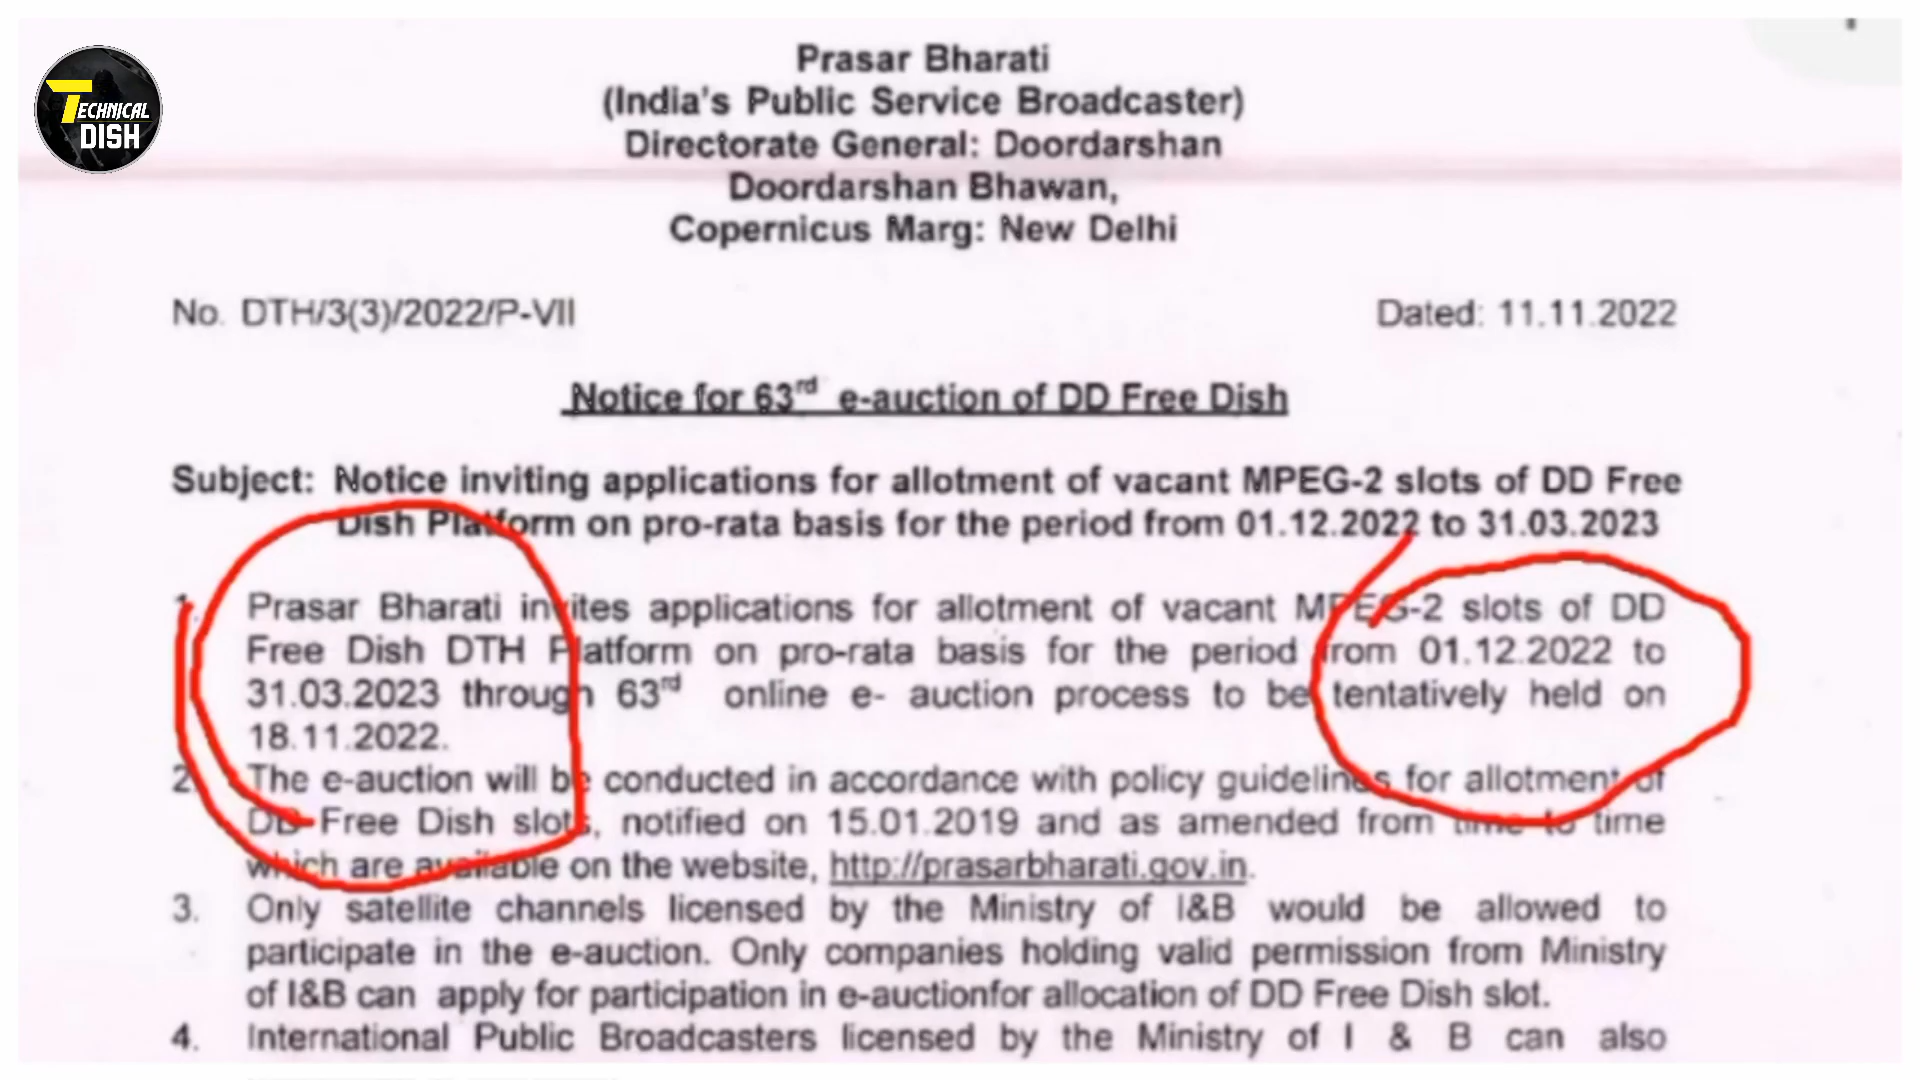 TECHNICAL
DISH
Prasar Bharati
(India's Public Service Broadcaster)
Directorate General: Doordarshan
Doordarshan Bhawan,
Copernicus Marg: New Delhi
No. DTH/3(3)/2022/P-VII Dated: 11.11.2022
Notice for 63rd e-auction of DD Free Dish
Subject: Notice inviting applications for allotment of vacant MPEG-2 slots of DD Free
Dish Platform on pro-rata basis for the period from 01.12.2022 to 31.03.2023
1. Prasar Bharati invites applications for allotment of vacant MPEG-2 slots of DD
Free Dish DTH Platform on pro-rata basis for the period from 01.12.2022 to
31.03.2023 through 63rd online e- auction process to be tentatively held on
18.11.2022.
2. The e-auction will be conducted in accordance with policy guidelines for allotment of
DD Free Dish slots, notified on 15.01.2019 and as amended from time to time
which are available on the website, http://prasarbharati.gov.in.
3. Only satellite channels licensed by the Ministry of I&B would be allowed to
participate in the e-auction. Only companies holding valid permission from Ministry
of I&B can apply for participation in e-auctionfor allocation of DD Free Dish slot.
4. International Public Broadcasters licensed by the Ministry of I & B can also